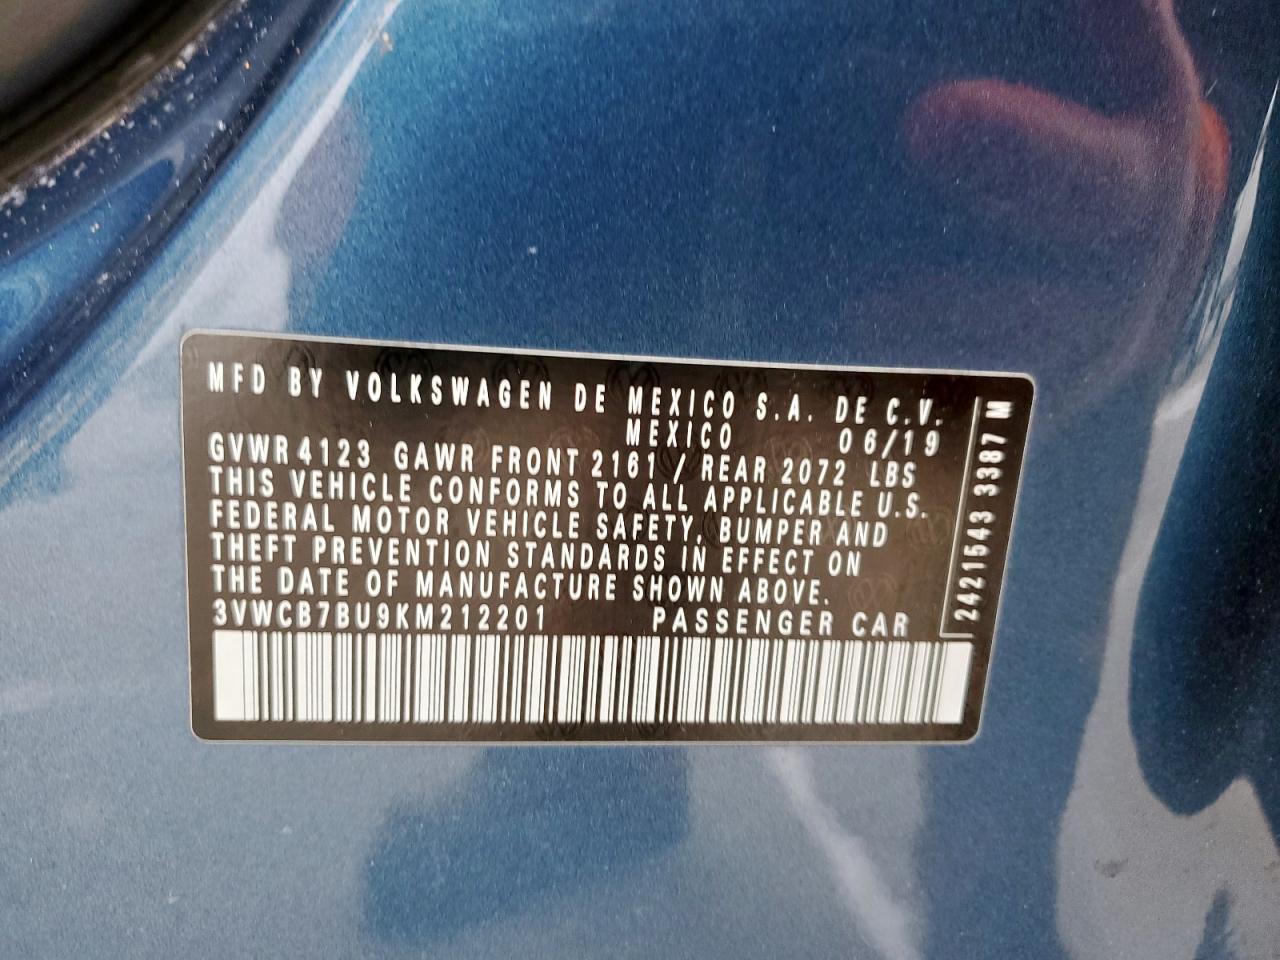 MFD BY VOLKSWAGEN DE MEXICO S.A. DE C.V.
MEXICO 06/19
GVWR 4123 GAWR FRONT 2161 / REAR 2072 LBS
THIS VEHICLE CONFORMS TO ALL APPLICABLE U.S.
FEDERAL MOTOR VEHICLE SAFETY, BUMPER AND
THEFT PREVENTION STANDARDS IN EFFECT ON
THE DATE OF MANUFACTURE SHOWN ABOVE.
3VWCB7BU9KM212201 PASSENGER CAR
2421543 3387 M